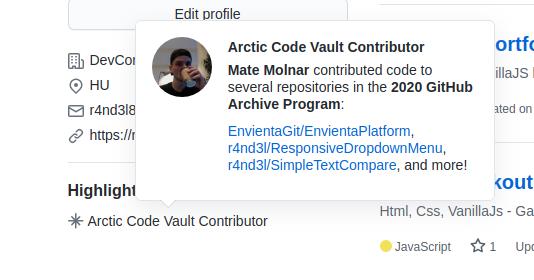 Edit profile
DevCor
HU
r4nd3l8
https://r
Highlight
Arctic Code Vault Contributor
Arctic Code Vault Contributor
Mate Molnar contributed code to
several repositories in the 2020 GitHub
Archive Program:
EnvientaGit/EnvientaPlatform,
r4nd3l/ResponsiveDropdownMenu,
r4nd3l/SimpleTextCompare, and more!
ortfo
illaJS
ated on
kout
Html, Css, VanillaJs - Ga
JavaScript 1 Upd